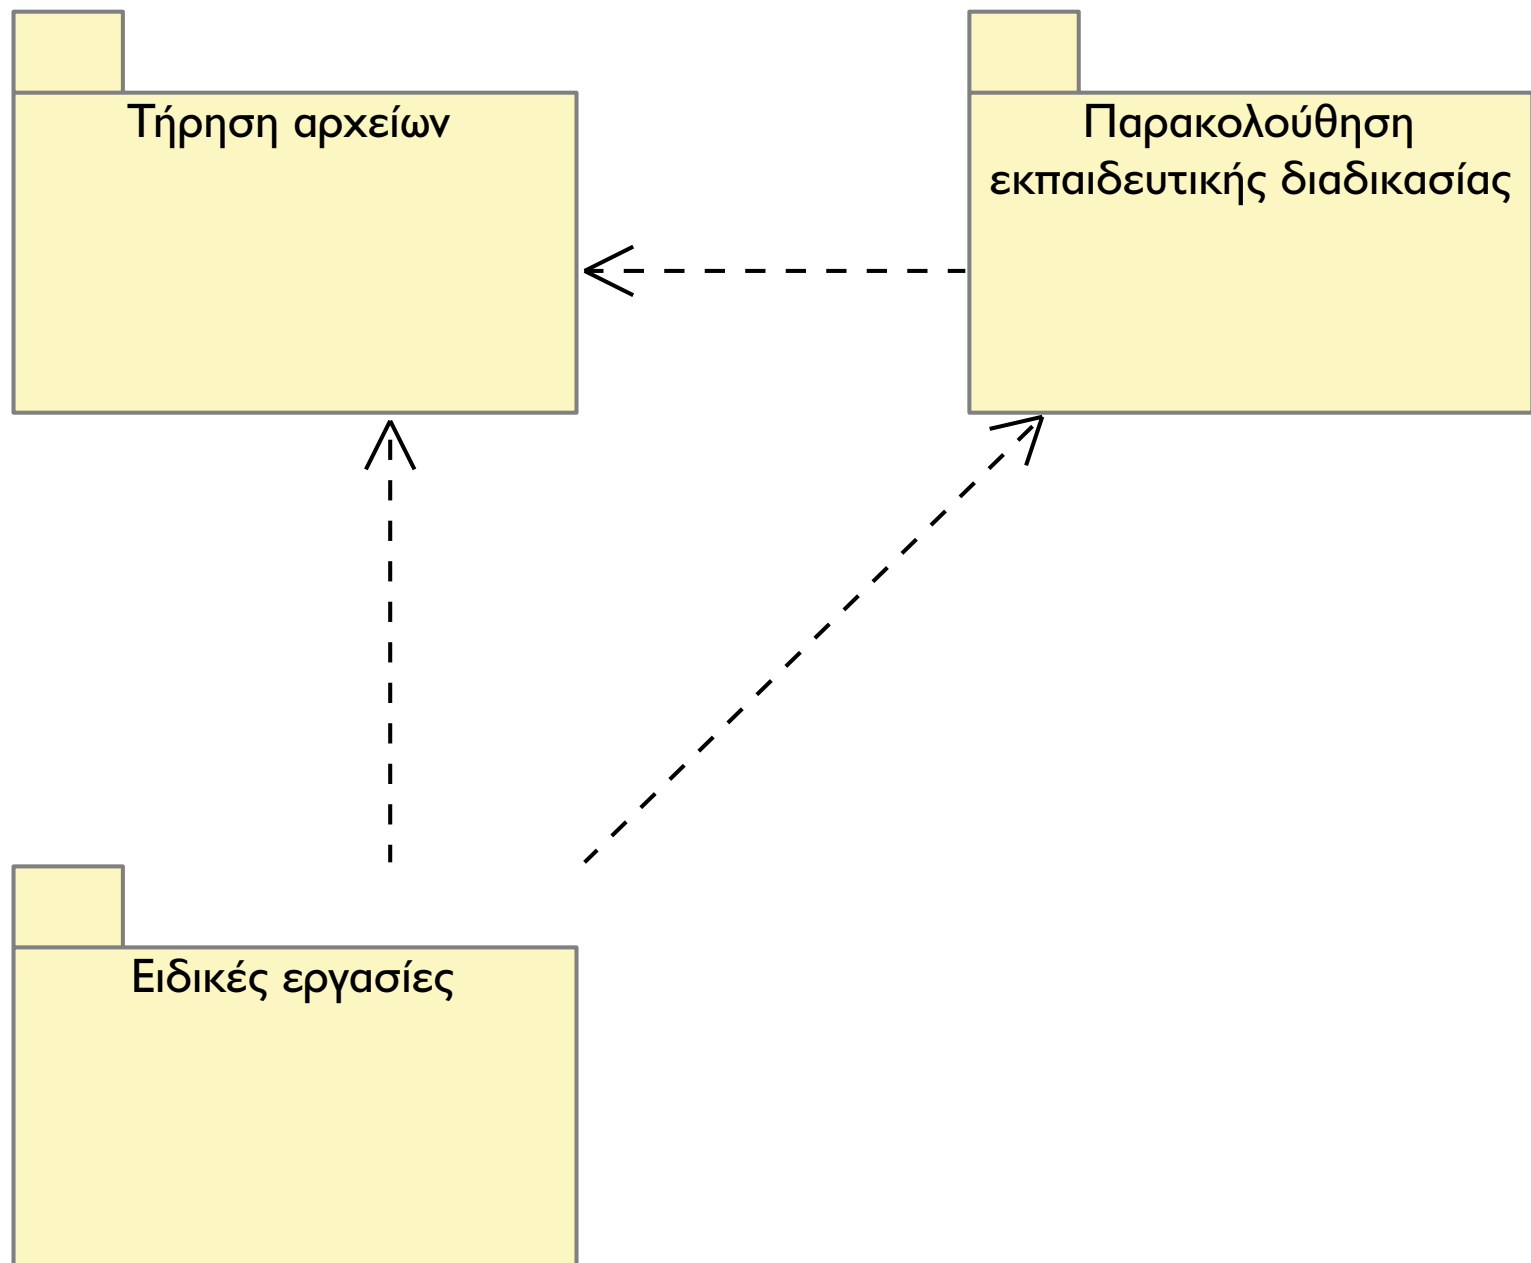 Τήρηση αρχείων
Παρακολούθηση
εκπαιδευτικής διαδικασίας
Ειδικές εργασίες